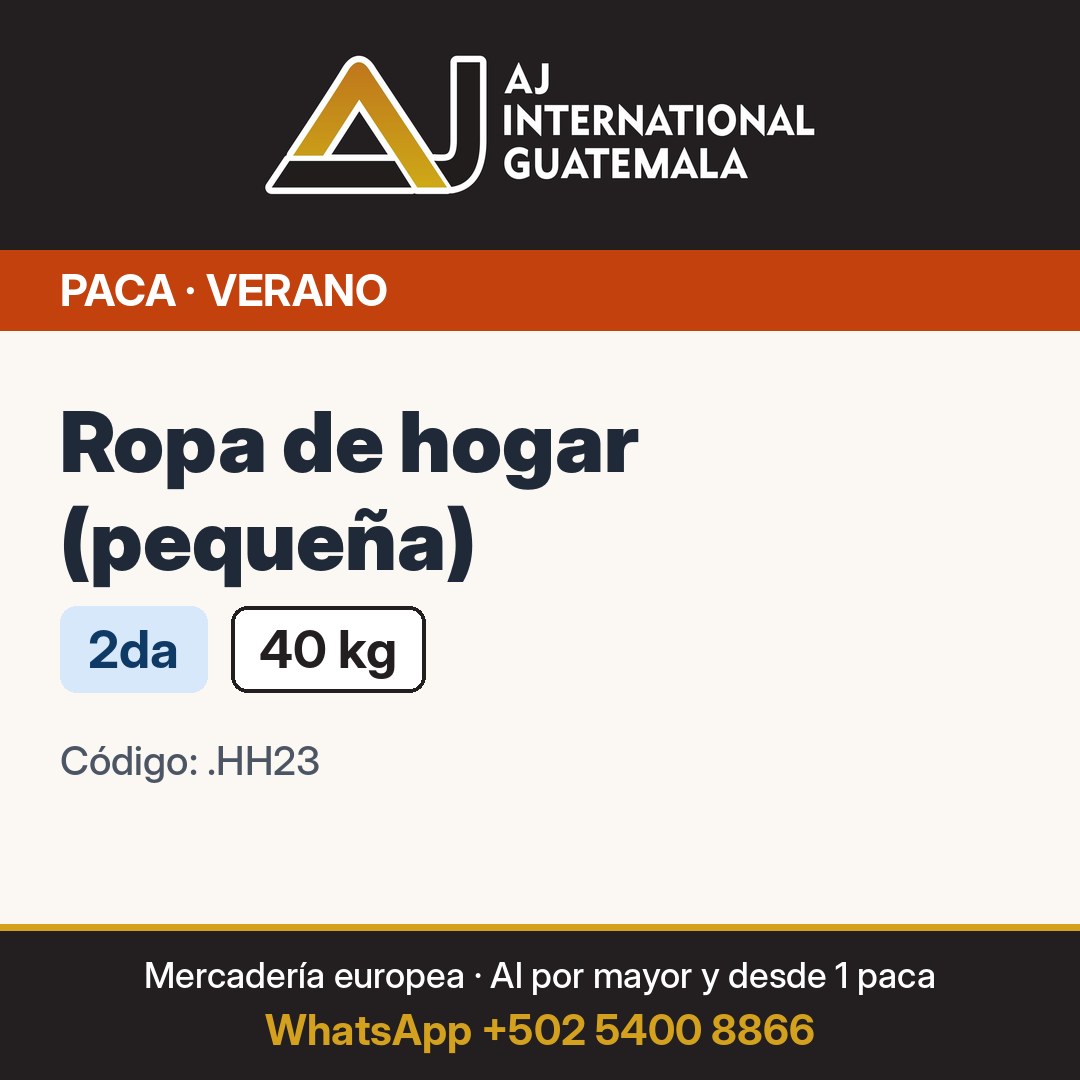 AJ
AJ
INTERNATIONAL
GUATEMALA
PACA · VERANO
Ropa de hogar
(pequeña)
2da
40 kg
Código: .HH23
Mercadería europea · Al por mayor y desde 1 paca
WhatsApp +502 5400 8866